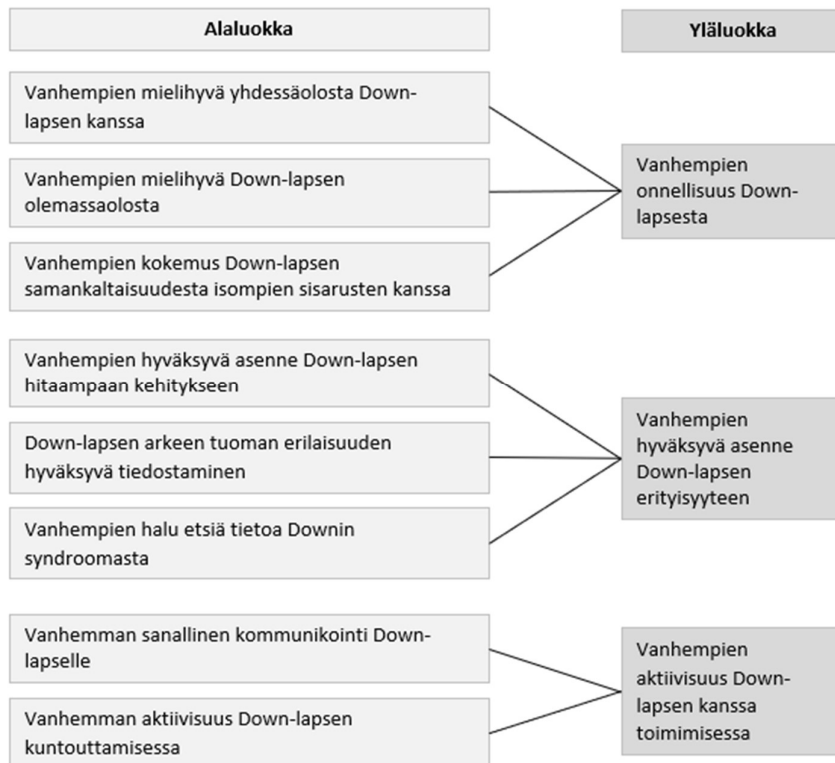 Alaluokka
Yläluokka
Vanhempien mielihyvä yhdessäolosta Down-
lapsen kanssa
Vanhempien mielihyvä Down-lapsen
olemassaolosta
Vanhempien kokemus Down-lapsen
samankaltaisuudesta isompien sisarusten kanssa
Vanhempien
onnellisuus Down-
lapsesta
Vanhempien hyväksyvä asenne Down-lapsen
hitaampaan kehitykseen
Down-lapsen arkeen tuoman erilaisuuden
hyväksyvä tiedostaminen
Vanhempien halu etsiä tietoa Downin
syndroomasta
Vanhempien
hyväksyvä asenne
Down-lapsen
erityisyyteen
Vanhemman sanallinen kommunikointi Down-
lapselle
Vanhemman aktiivisuus Down-lapsen
kuntouttamisessa
Vanhempien
aktiivisuus Down-
lapsen kanssa
toimimisessa